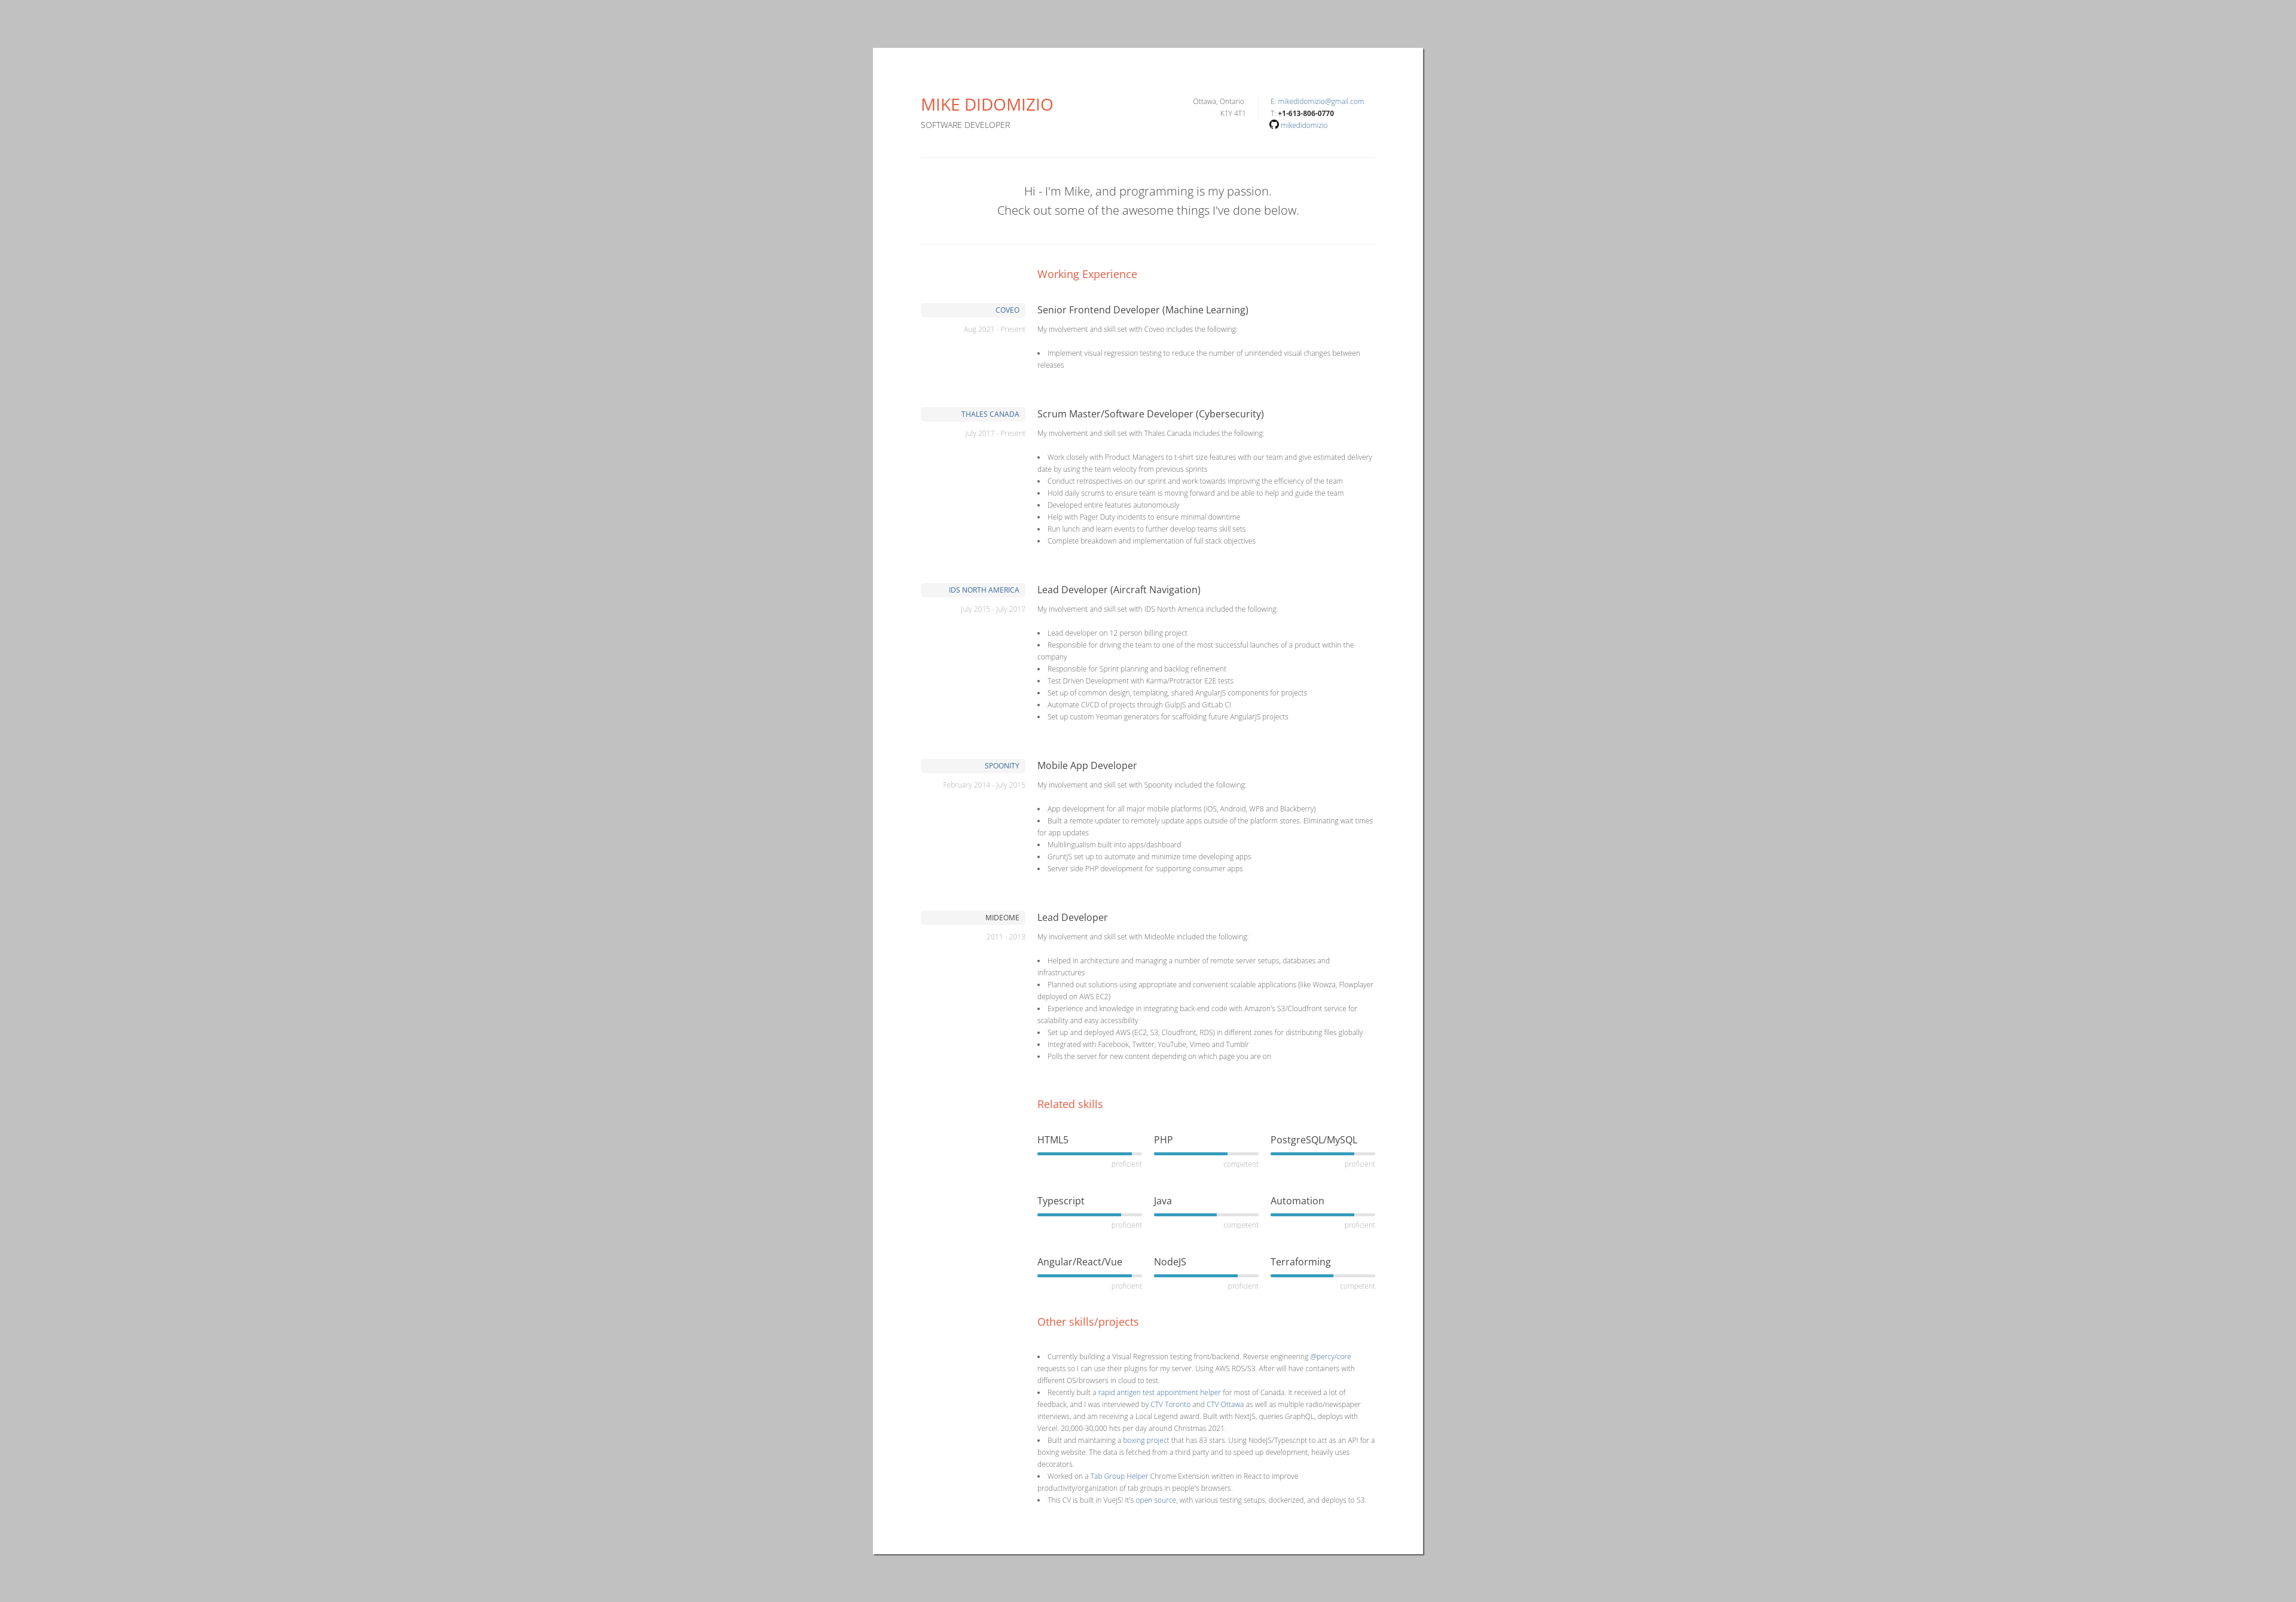 MIKE DIDOMIZIO
SOFTWARE DEVELOPER
Ottawa, Ontario
K1Y 4T1
E: mikedidomizio@gmail.com
T: +1-613-806-0770
mikedidomizio
Hi - I'm Mike, and programming is my passion.
Check out some of the awesome things I've done below.
Working Experience
COVEO
Aug 2021 - Present
Senior Frontend Developer (Machine Learning)
My involvement and skill set with Coveo includes the following:
• Implement visual regression testing to reduce the number of unintended visual changes between
releases
THALES CANADA
July 2017 - Present
Scrum Master/Software Developer (Cybersecurity)
My involvement and skill set with Thales Canada includes the following:
• Work closely with Product Managers to t-shirt size features with our team and give estimated delivery
date by using the team velocity from previous sprints
• Conduct retrospectives on our sprint and work towards improving the efficiency of the team
• Hold daily scrums to ensure team is moving forward and be able to help and guide the team
• Developed entire features autonomously
• Help with Pager Duty incidents to ensure minimal downtime
• Run lunch and learn events to further develop teams skill sets
• Complete breakdown and implementation of full stack objectives
IDS NORTH AMERICA
July 2015 - July 2017
Lead Developer (Aircraft Navigation)
My involvement and skill set with IDS North America included the following:
• Lead developer on 12 person billing project
• Responsible for driving the team to one of the most successful launches of a product within the
company
• Responsible for Sprint planning and backlog refinement
• Test Driven Development with Karma/Protractor E2E tests
• Set up of common design, templating, shared AngularJS components for projects
• Automate CI/CD of projects through GulpJS and GitLab CI
• Set up custom Yeoman generators for scaffolding future AngularJS projects
SPOONITY
February 2014 - July 2015
Mobile App Developer
My involvement and skill set with Spoonity included the following:
• App development for all major mobile platforms (iOS, Android, WP8 and Blackberry)
• Built a remote updater to remotely update apps outside of the platform stores. Eliminating wait times
for app updates
• Multilingualism built into apps/dashboard
• GruntJS set up to automate and minimize time developing apps
• Server side PHP development for supporting consumer apps
MIDEOME
2011 - 2013
Lead Developer
My involvement and skill set with MideoMe included the following:
• Helped in architecture and managing a number of remote server setups, databases and
infrastructures
• Planned out solutions using appropriate and convenient scalable applications (like Wowza, Flowplayer
deployed on AWS EC2)
• Experience and knowledge in integrating back-end code with Amazon's S3/Cloudfront service for
scalability and easy accessibility
• Set up and deployed AWS (EC2, S3, Cloudfront, RDS) in different zones for distributing files globally
• Integrated with Facebook, Twitter, YouTube, Vimeo and Tumblr
• Polls the server for new content depending on which page you are on
Related skills
HTML5
proficient
PHP
competent
PostgreSQL/MySQL
proficient
Typescript
proficient
Java
competent
Automation
proficient
Angular/React/Vue
proficient
NodeJS
proficient
Terraforming
competent
Other skills/projects
• Currently building a Visual Regression testing front/backend. Reverse engineering @percy/core
requests so I can use their plugins for my server. Using AWS RDS/S3. After will have containers with
different OS/browsers in cloud to test.
• Recently built a rapid antigen test appointment helper for most of Canada. It received a lot of
feedback, and I was interviewed by CTV Toronto and CTV Ottawa as well as multiple radio/newspaper
interviews, and am receiving a Local Legend award. Built with NextJS, queries GraphQL, deploys with
Vercel. 20,000-30,000 hits per day around Christmas 2021.
• Built and maintaining a boxing project that has 83 stars. Using NodeJS/Typescript to act as an API for a
boxing website. The data is fetched from a third party and to speed up development, heavily uses
decorators.
• Worked on a Tab Group Helper Chrome Extension written in React to improve
productivity/organization of tab groups in people's browsers.
• This CV is built in VueJS! It's open source, with various testing setups, dockerized, and deploys to S3.